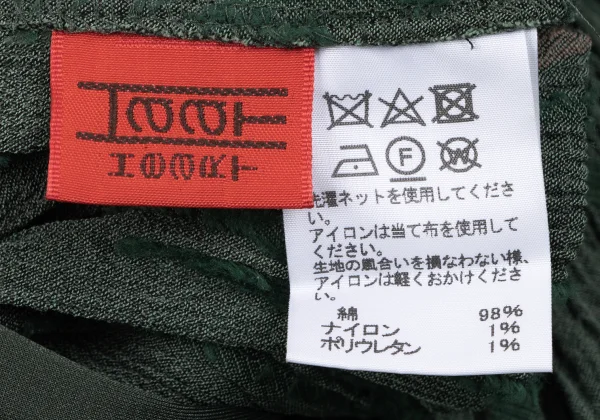 HaaT
HEART
F
W
洗濯ネットを使用してくださ
い。
アイロンは当て布を使用して
ください。
生地の風合いを損なわない様、
アイロンは軽くおかけくださ
い。
綿 98%
ナイロン 1%
ポリウレタン 1%